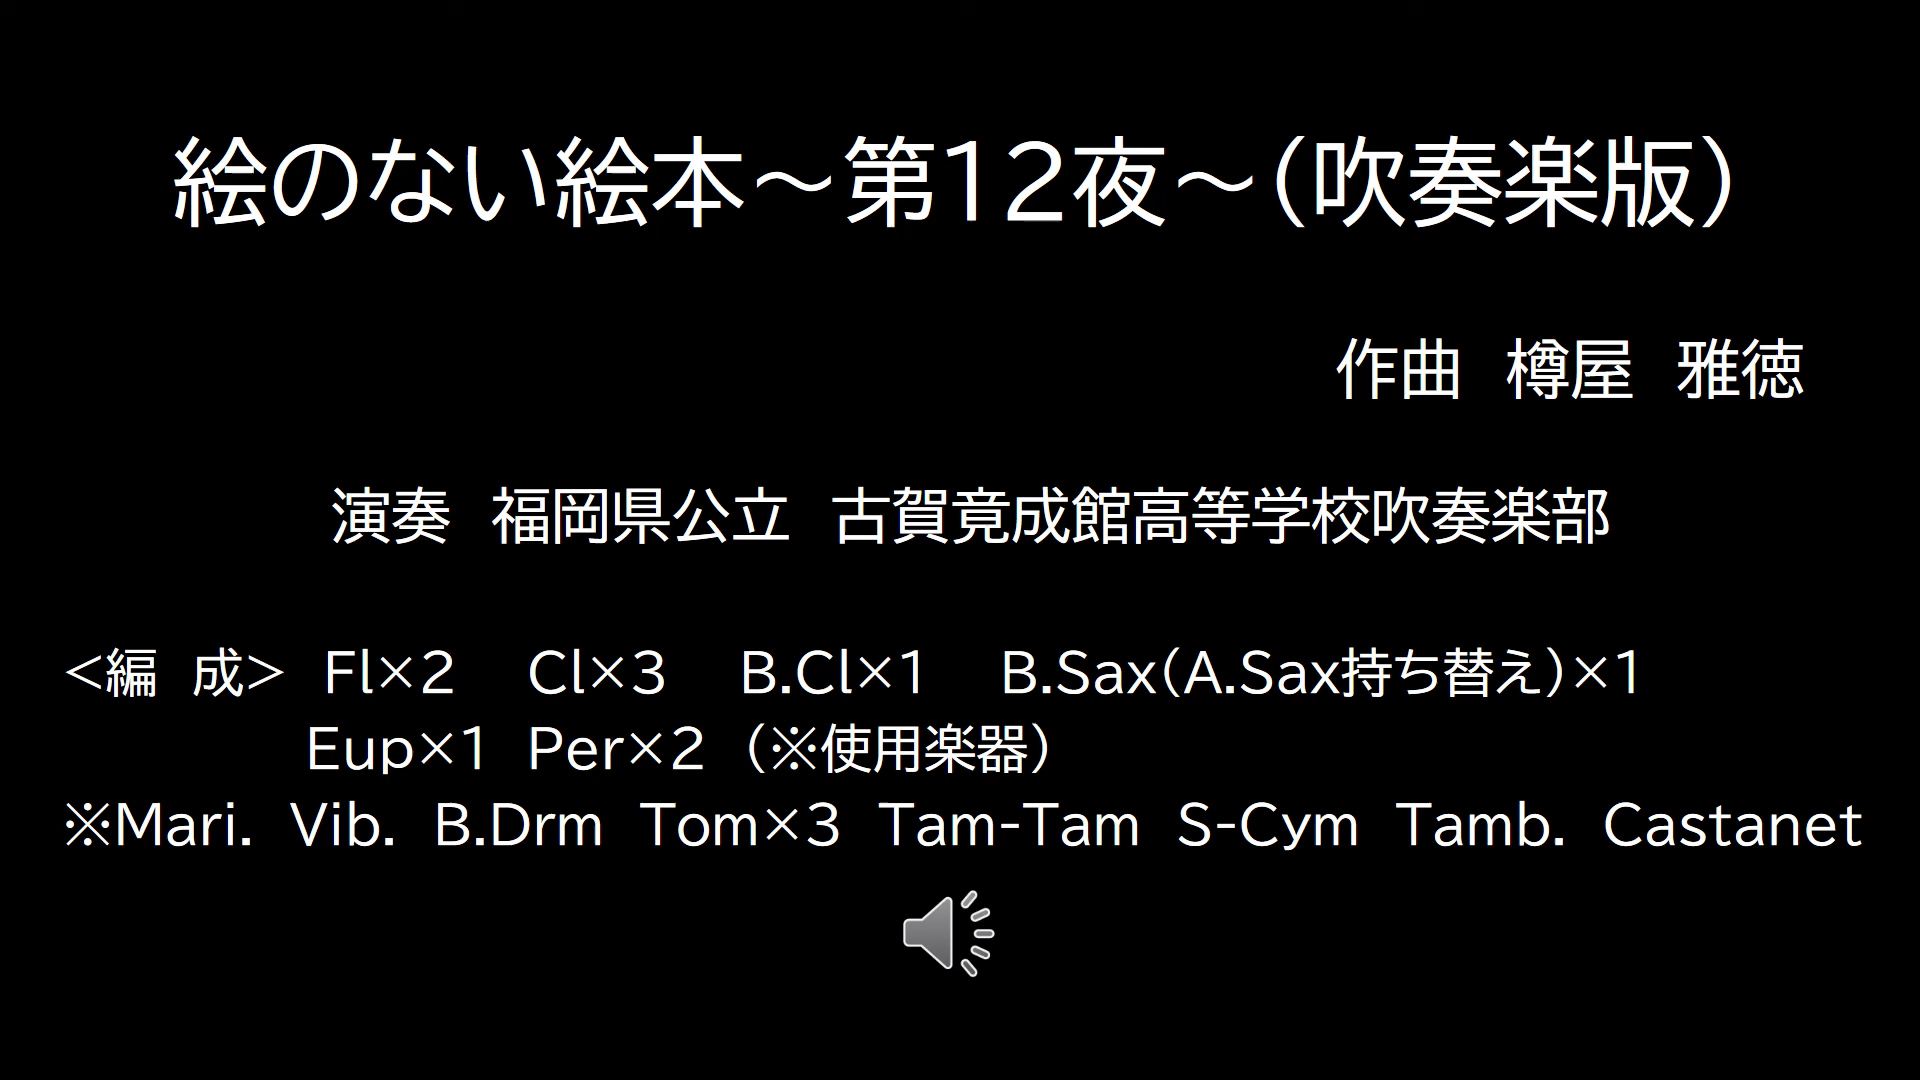 絵のない絵本～第12夜～（吹奏楽版）
作曲　樽屋　雅徳
演奏　福岡県公立　古賀竟成館高等学校吹奏楽部
＜編　成＞　Fl×2　Cl×3　B.Cl×1　B.Sax（A.Sax持ち替え）×1
Eup×1　Per×2　（※使用楽器）
※Mari.　Vib.　B.Drm　Tom×3　Tam-Tam　S-Cym　Tamb.　Castanet